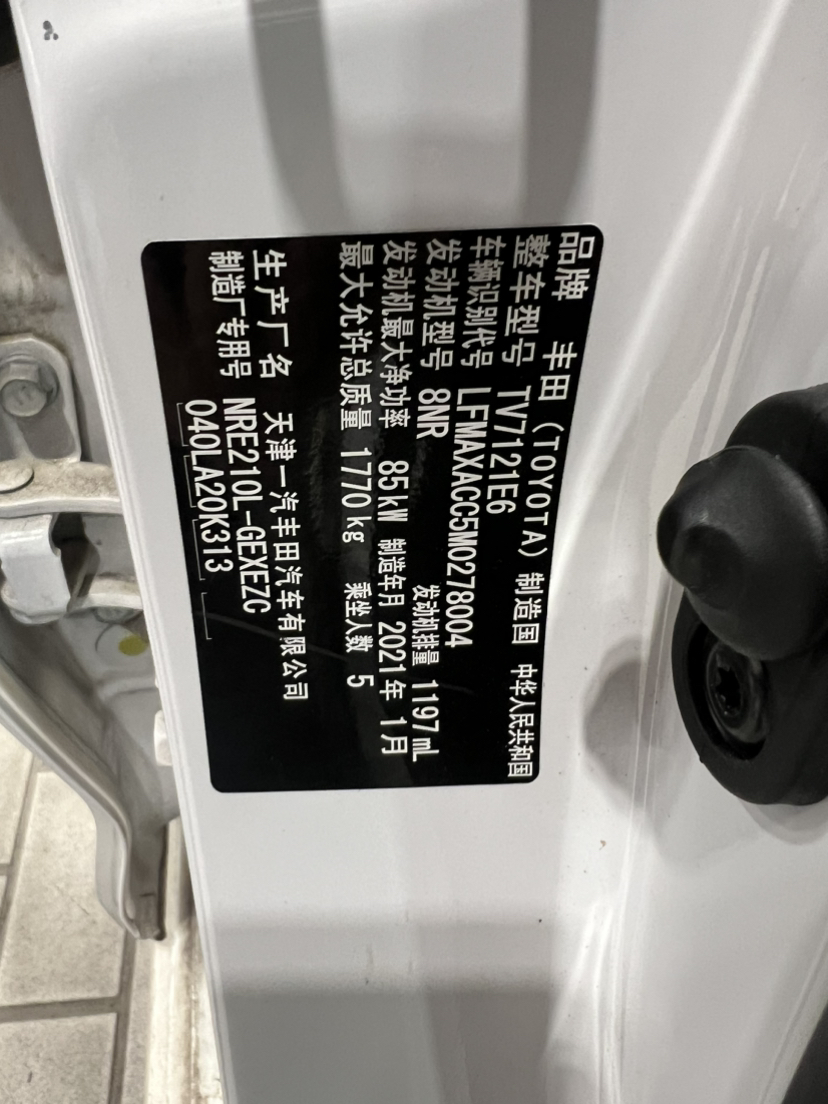 品牌 丰田（TOYOTA） 制造国 中华人民共和国
整车型号 TV7121E6
车辆识别代号 LFMAXACC5M0278004
发动机型号 8NR 发动机排量 1197mL
发动机最大净功率 85kW 制造年月 2021年 1月
最大允许总质量 1770kg 乘坐人数 5
生产厂名 天津一汽丰田汽车有限公司
制造厂专用号 NRE210L-GEXEZC
040LA20K313